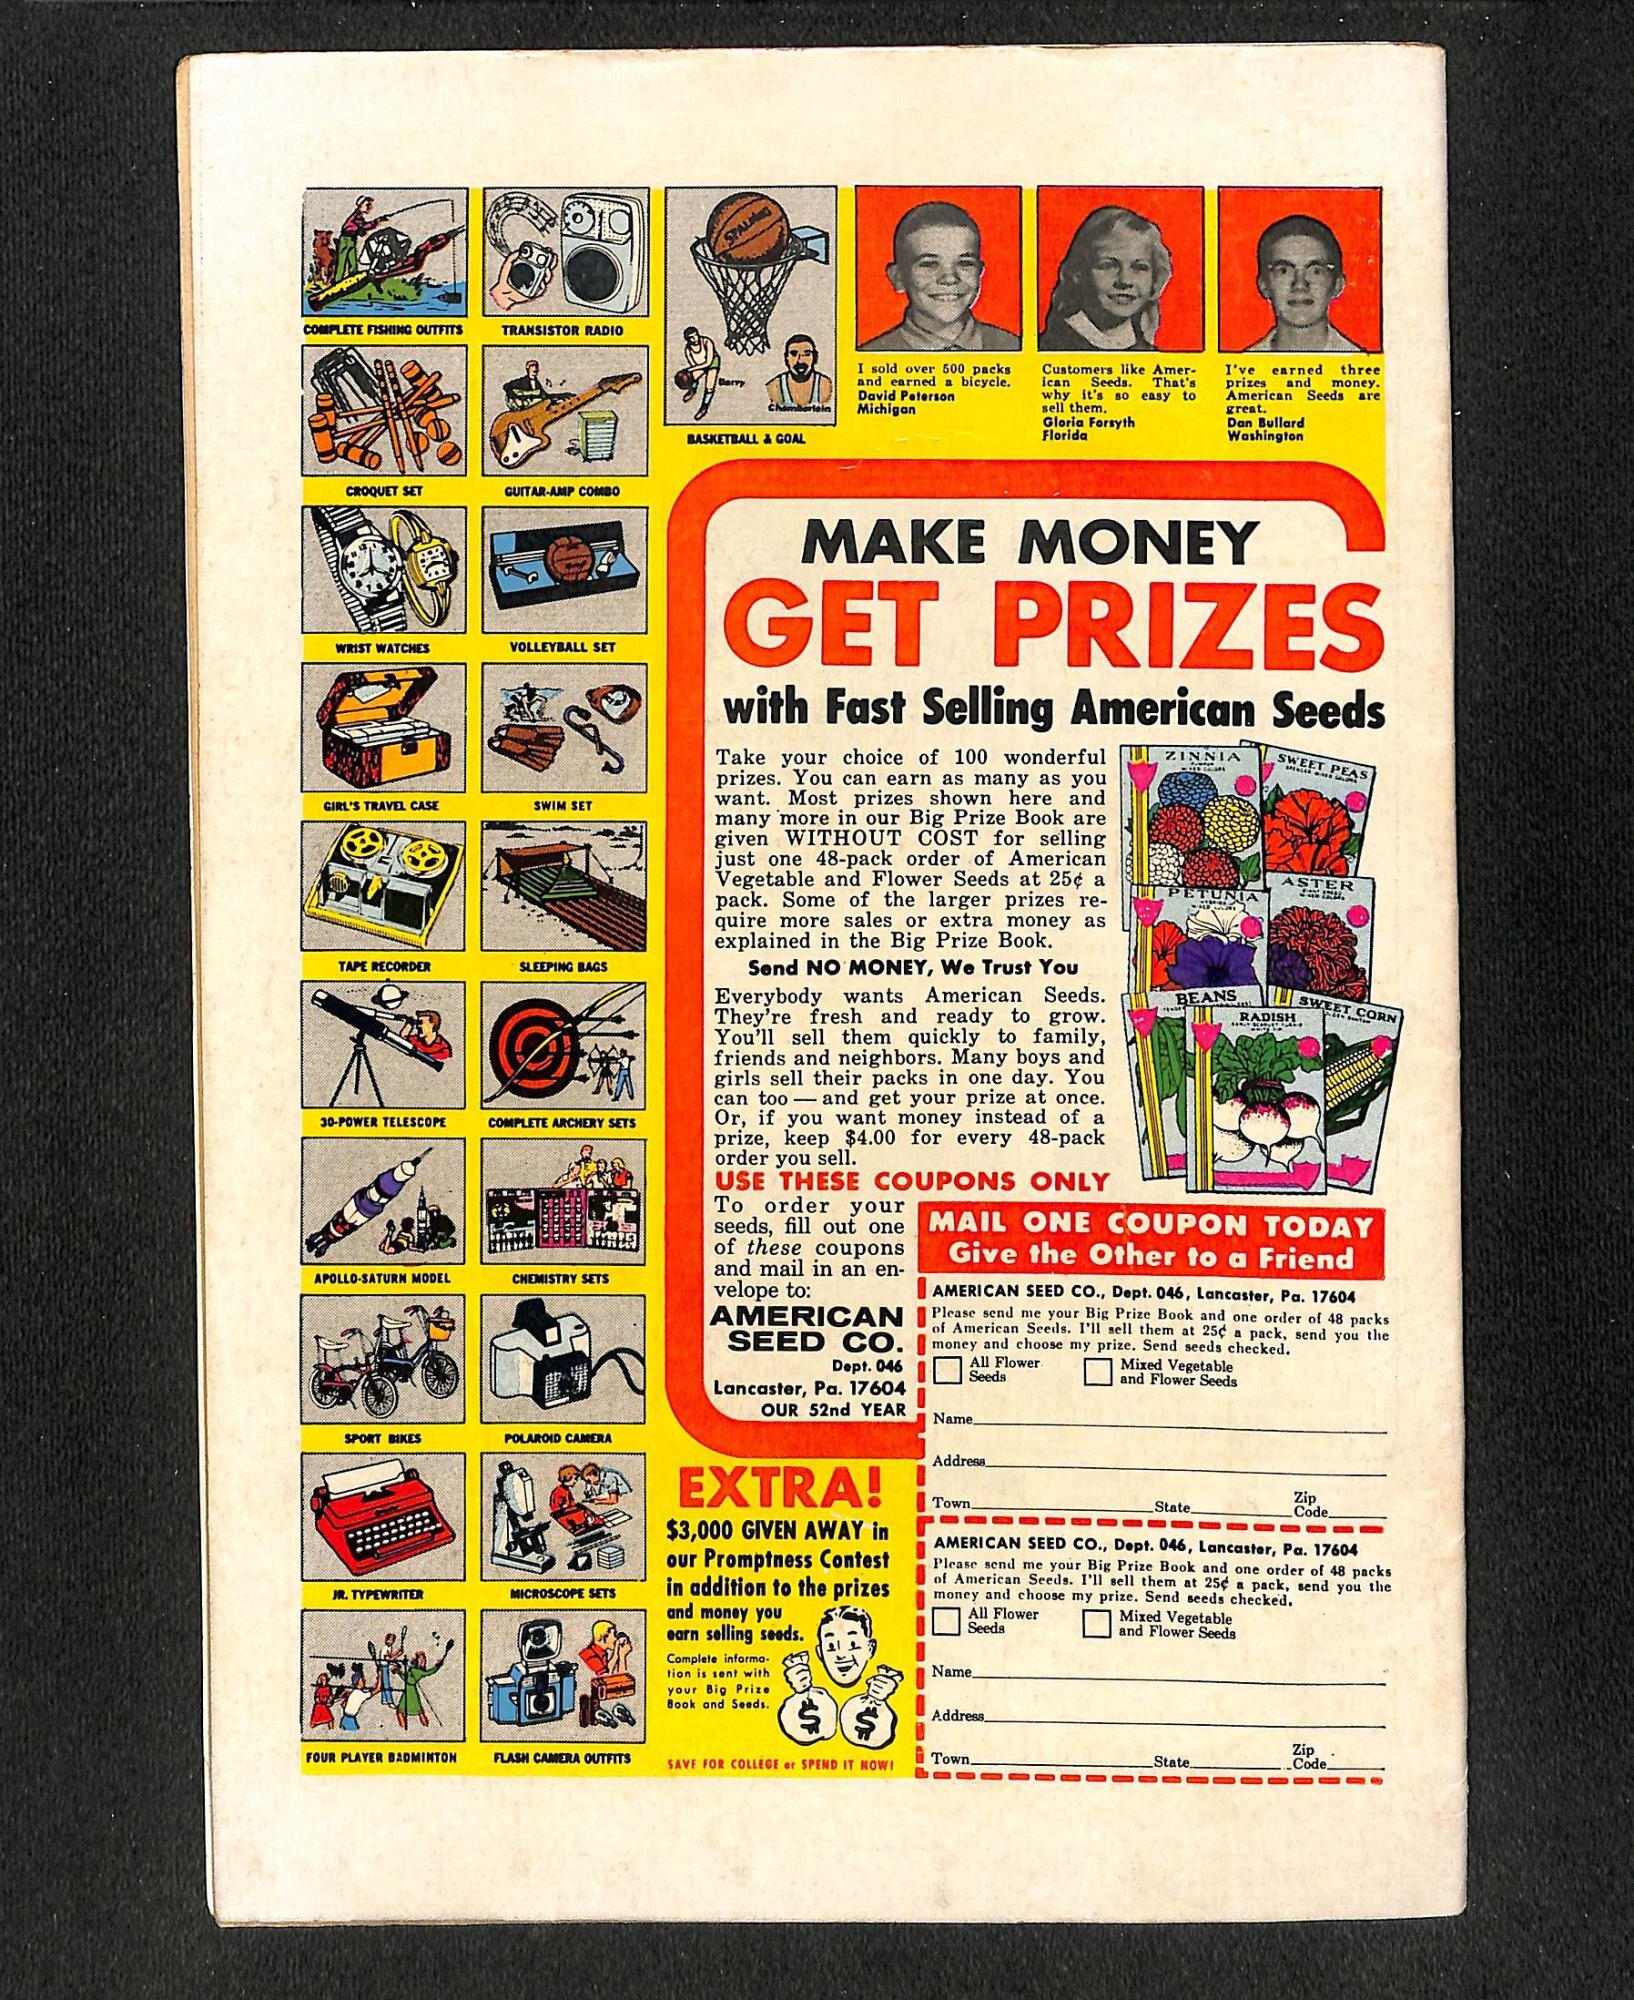 COMPLETE FISHING OUTFITS
TRANSISTOR RADIO
SPALDING
Barry
Chamberlain
BASKETBALL & GOAL
CROQUET SET
GUITAR-AMP COMBO
WRIST WATCHES
VOLLEYBALL SET
GIRL'S TRAVEL CASE
SWIM SET
TAPE RECORDER
SLEEPING BAGS
30-POWER TELESCOPE
COMPLETE ARCHERY SETS
APOLLO-SATURN MODEL
CHEMISTRY SETS
SPORT BIKES
POLAROID CAMERA
JR. TYPEWRITER
MICROSCOPE SETS
FOUR PLAYER BADMINTON
FLASH CAMERA OUTFITS
I sold over 500 packs
and earned a bicycle.
David Peterson
Michigan
Customers like Amer-
ican Seeds. That's
why it's so easy to
sell them.
Gloria Forsyth
Florida
I've earned three
prizes and money.
American Seeds are
great.
Dan Bullard
Washington
MAKE MONEY
GET PRIZES
with Fast Selling American Seeds
Take your choice of 100 wonderful
prizes. You can earn as many as you
want. Most prizes shown here and
many more in our Big Prize Book are
given WITHOUT COST for selling
just one 48-pack order of American
Vegetable and Flower Seeds at 25¢ a
pack. Some of the larger prizes re-
quire more sales or extra money as
explained in the Big Prize Book.
Send NO MONEY, We Trust You
Everybody wants American Seeds.
They're fresh and ready to grow.
You'll sell them quickly to family,
friends and neighbors. Many boys and
girls sell their packs in one day. You
can too — and get your prize at once.
Or, if you want money instead of a
prize, keep $4.00 for every 48-pack
order you sell.
ZINNIA
MIXED COLORS
SWEET PEAS
SPENCER MIXED COLORS
PETUNIA
MIXED COLORS
ASTER
MIXED COLORS
BEANS
RADISH
SWEET CORN
USE THESE COUPONS ONLY
To order your
seeds, fill out one
of these coupons
and mail in an en-
velope to:
AMERICAN
SEED CO.
Dept. 046
Lancaster, Pa. 17604
OUR 52nd YEAR
MAIL ONE COUPON TODAY
Give the Other to a Friend
AMERICAN SEED CO., Dept. 046, Lancaster, Pa. 17604
Please send me your Big Prize Book and one order of 48 packs
of American Seeds. I'll sell them at 25¢ a pack, send you the
money and choose my prize. Send seeds checked.
All Flower Seeds
Mixed Vegetable and Flower Seeds
Name
Address
Town State Zip Code
AMERICAN SEED CO., Dept. 046, Lancaster, Pa. 17604
Please send me your Big Prize Book and one order of 48 packs
of American Seeds. I'll sell them at 25¢ a pack, send you the
money and choose my prize. Send seeds checked.
All Flower Seeds
Mixed Vegetable and Flower Seeds
Name
Address
Town State Zip Code
EXTRA!
$3,000 GIVEN AWAY in
our Promptness Contest
in addition to the prizes
and money you
earn selling seeds.
Complete informa-
tion is sent with
your Big Prize
Book and Seeds.
$ $
SAVE FOR COLLEGE or SPEND IT NOW!